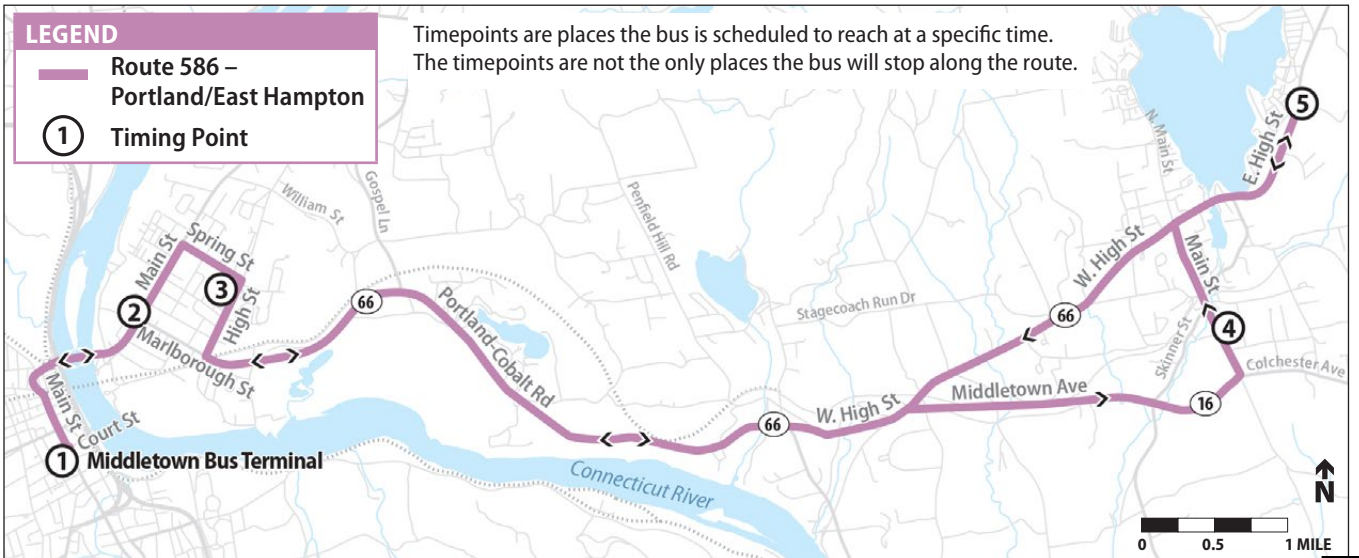 LEGEND
Route 586 –
Portland/East Hampton
1 Timing Point
Timepoints are places the bus is scheduled to reach at a specific time.
The timepoints are not the only places the bus will stop along the route.
5
E. High St
N. Main St
William St
Gospel Ln
Penfield Hill Rd
Spring St
Main St
3
High St
2
Marlborough St
66
Portland-Cobalt Rd
Stagecoach Run Dr
W. High St
66
Main St
4
Skinner St
Colchester Ave
Middletown Ave
16
W. High St
66
Main St
Court St
1 Middletown Bus Terminal
Connecticut River
N
0 0.5 1 MILE